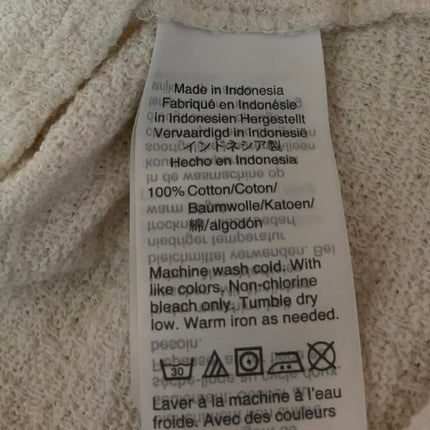 Made in Indonesia
Fabriqué en Indonésie
in Indonesien Hergestellt
Vervaardigd in Indonesië
インドネシア製
Hecho en Indonesia
100% Cotton/Coton/
Baumwolle/Katoen/
綿/algodón
Machine wash cold. With
like colors. Non-chlorine
bleach only. Tumble dry
low. Warm iron as needed.
30
Laver à la machine à l'eau
froide. Avec des couleurs